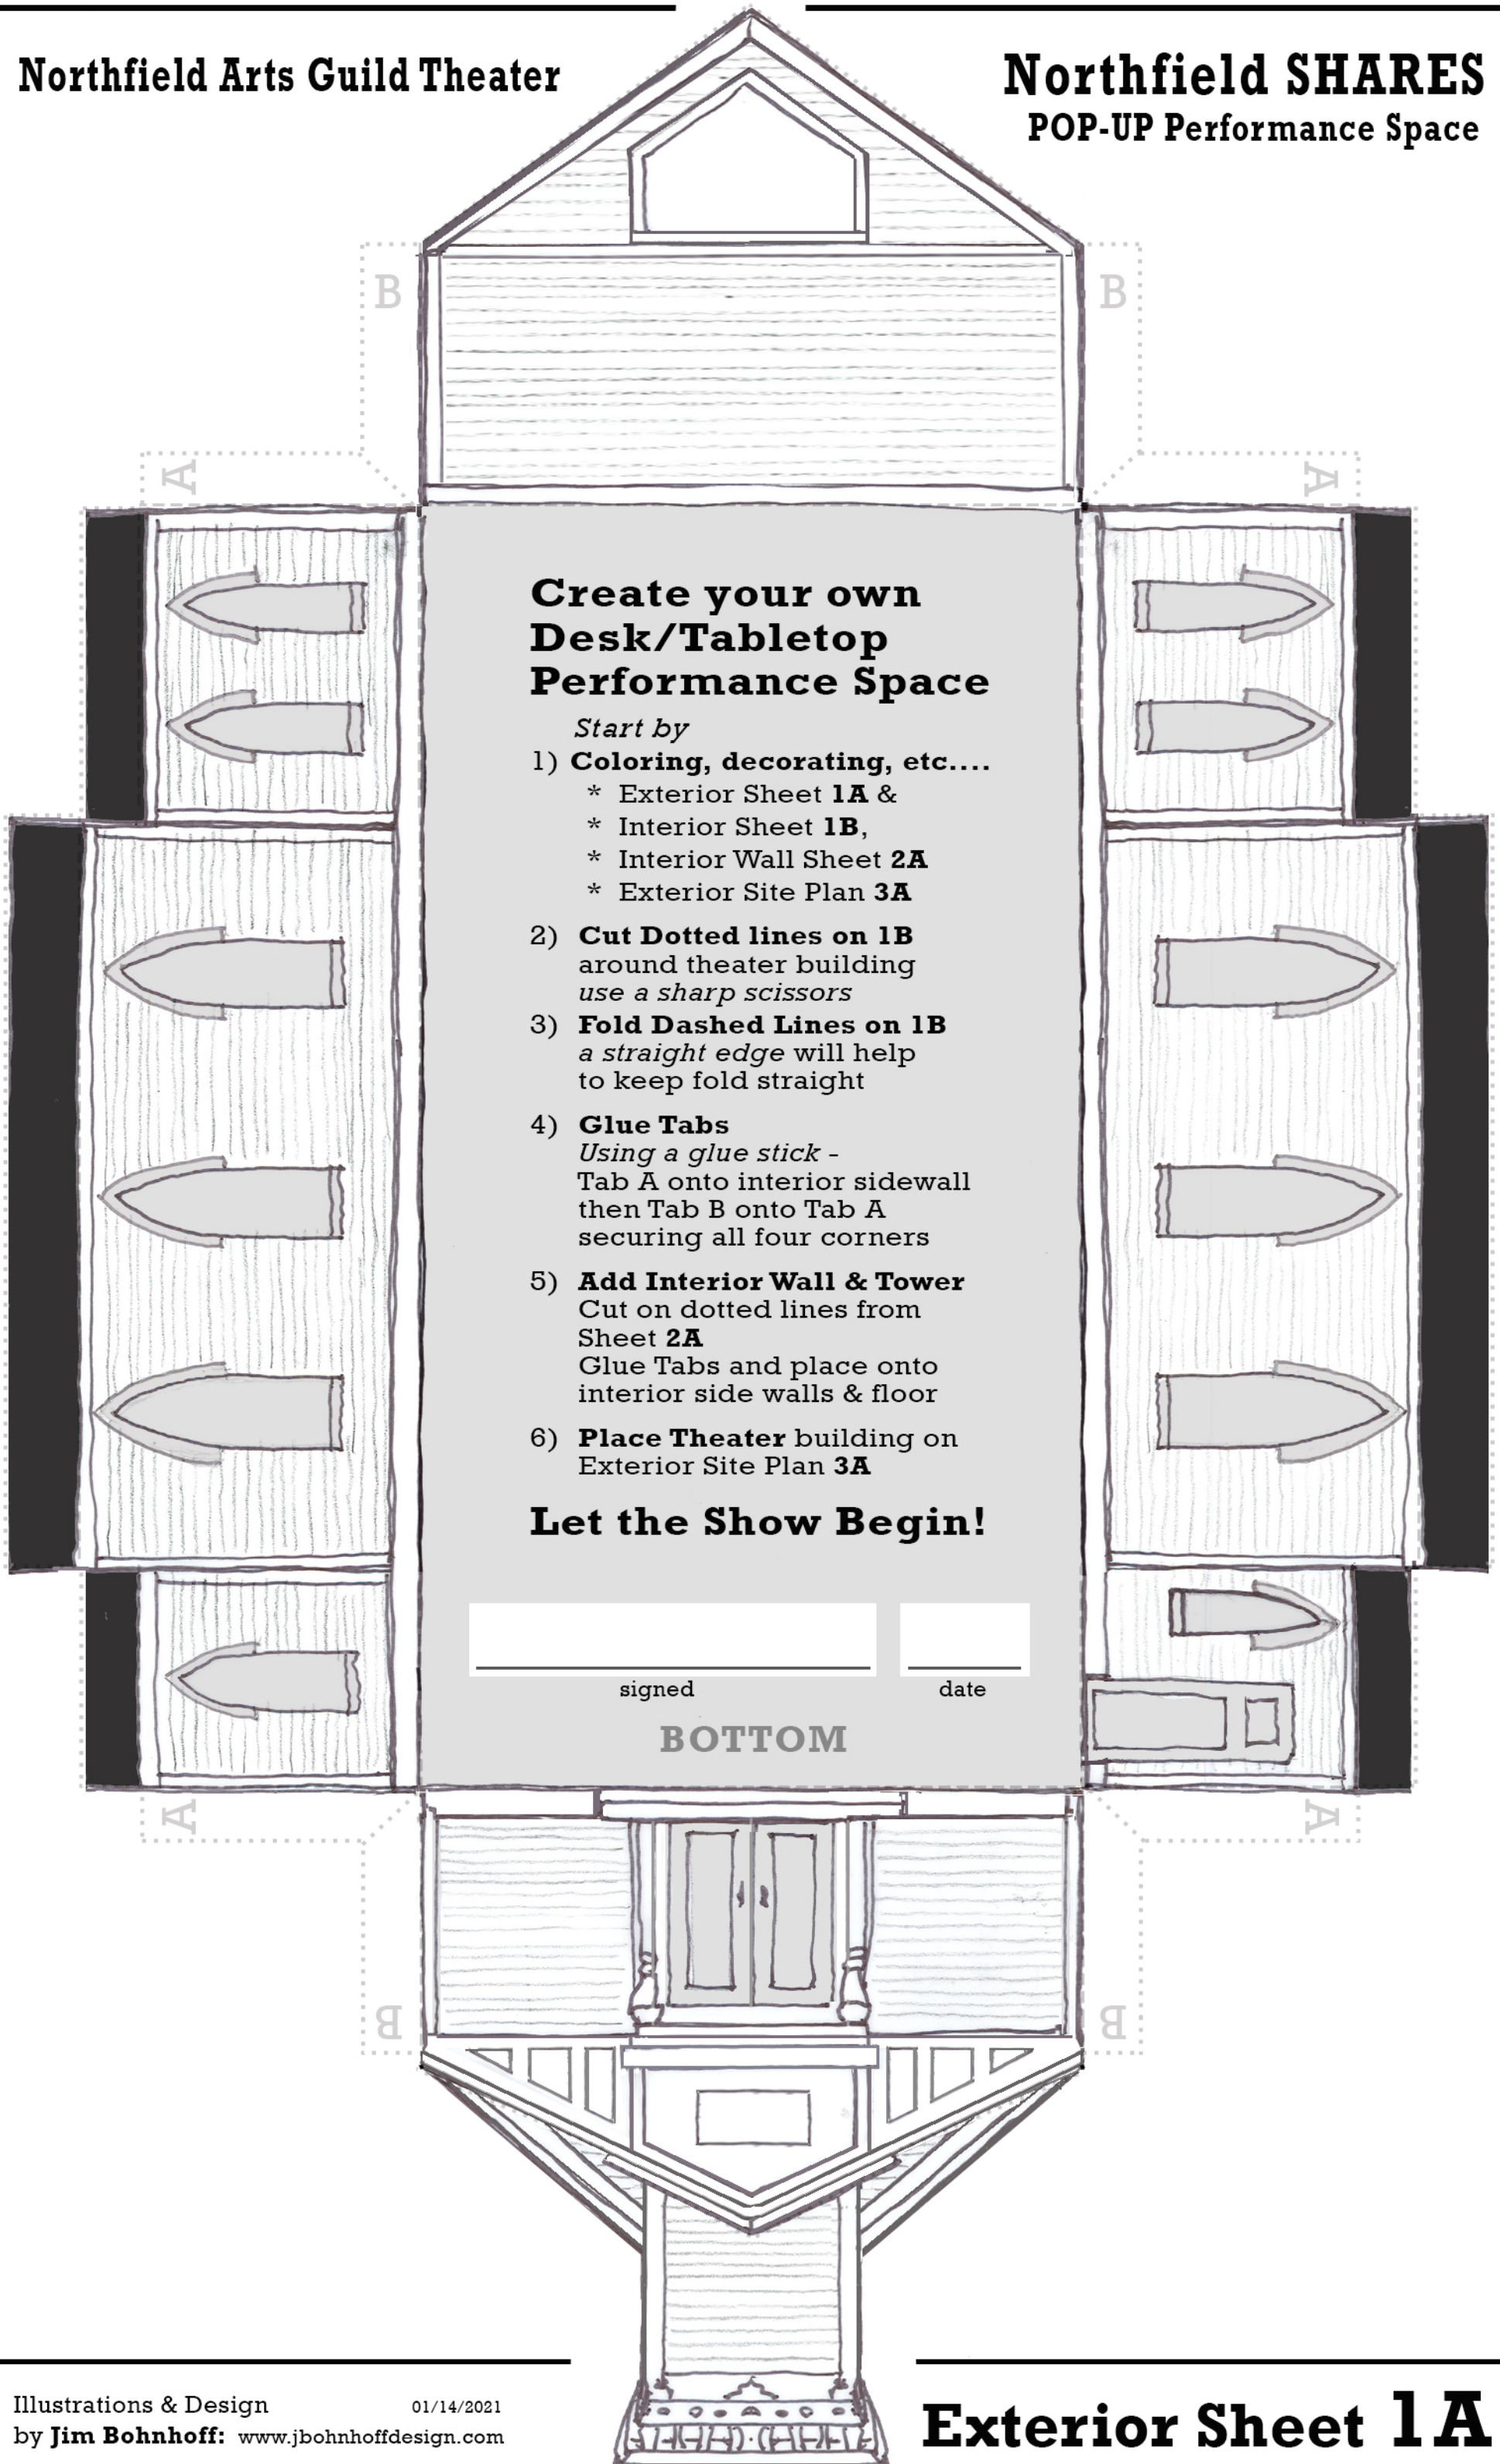 Northfield Arts Guild Theater
Northfield SHARES
POP-UP Performance Space
B
B
A
A
Create your own
Desk/Tabletop
Performance Space
Start by
1) Coloring, decorating, etc....
* Exterior Sheet 1A &
* Interior Sheet 1B,
* Interior Wall Sheet 2A
* Exterior Site Plan 3A
2) Cut Dotted lines on 1B
around theater building
use a sharp scissors
3) Fold Dashed Lines on 1B
a straight edge will help
to keep fold straight
4) Glue Tabs
Using a glue stick -
Tab A onto interior sidewall
then Tab B onto Tab A
securing all four corners
5) Add Interior Wall & Tower
Cut on dotted lines from
Sheet 2A
Glue Tabs and place onto
interior side walls & floor
6) Place Theater building on
Exterior Site Plan 3A
Let the Show Begin!
signed
date
BOTTOM
A
A
B
B
Illustrations & Design
01/14/2021
by Jim Bohnhoff: www.jbohnhoffdesign.com
Exterior Sheet 1A